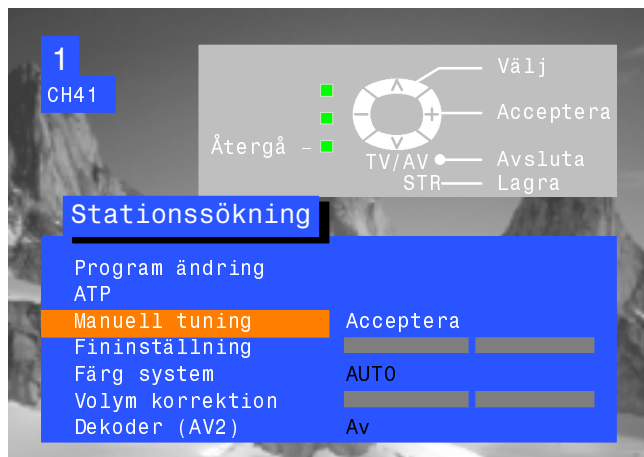 1
CH41
Välj
Acceptera
Återgå –
TV/AV Avsluta
STR Lagra
Stationssökning
Program ändring
ATP
Manuell tuning Acceptera
Fininställning
Färg system AUTO
Volym korrektion
Dekoder (AV2) Av